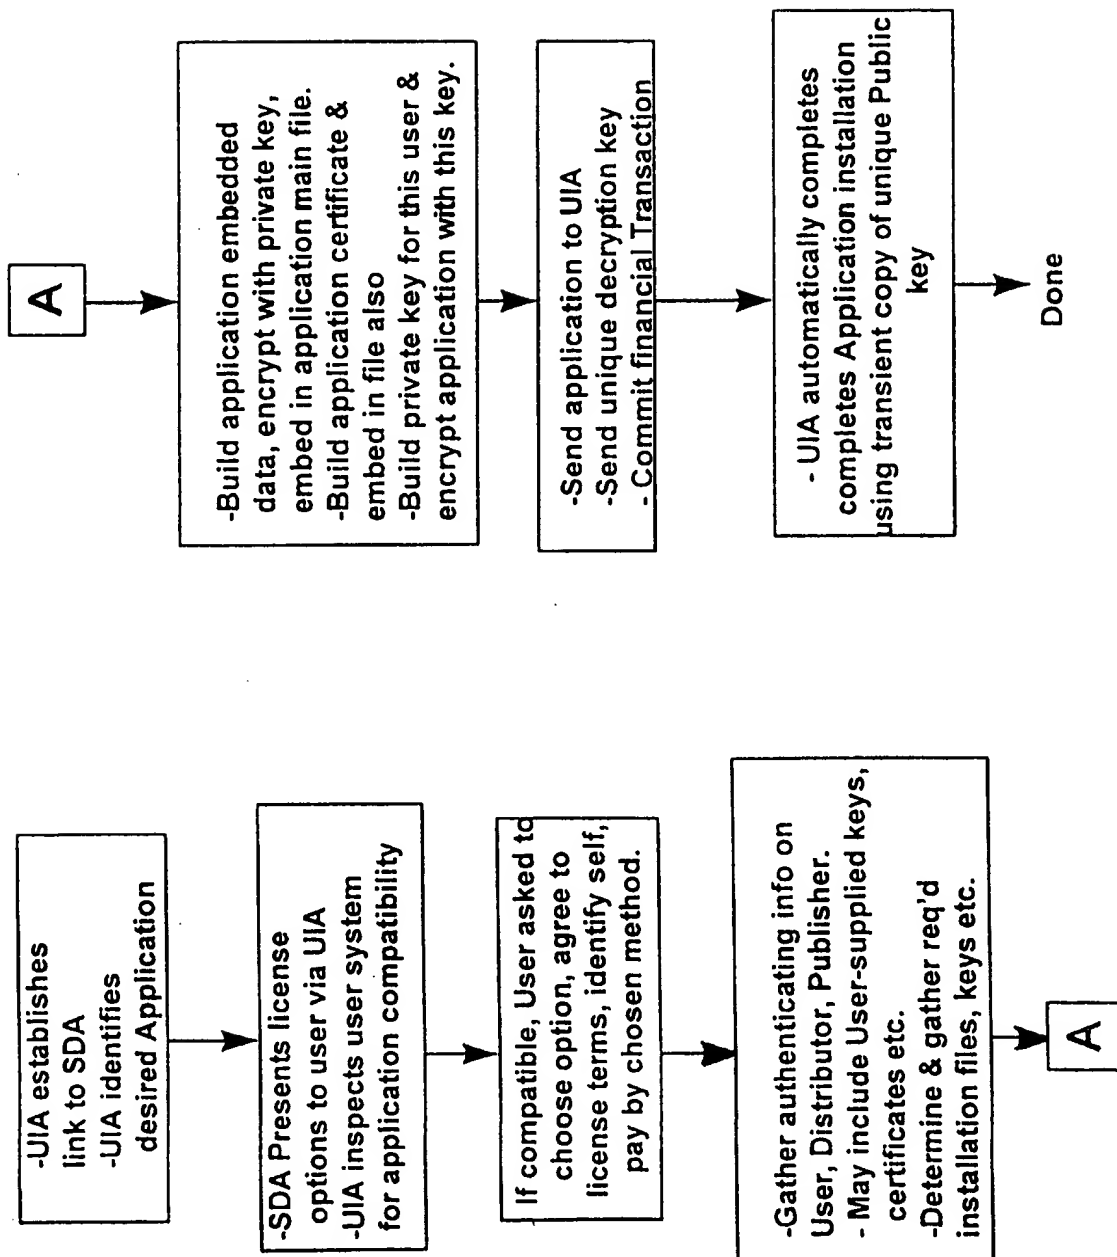 -UIA establishes
link to SDA
-UIA identifies
desired Application
-SDA Presents license
options to user via UIA
-UIA inspects user system
for application compatibility
If compatible, User asked to
choose option, agree to
license terms, identify self,
pay by chosen method.
-Gather authenticating info on
User, Distributor, Publisher.
- May include User-supplied keys,
certificates etc.
-Determine & gather req'd
installation files, keys etc.
A
A
-Build application embedded
data, encrypt with private key,
embed in application main file.
-Build application certificate &
embed in file also
-Build private key for this user &
encrypt application with this key.
-Send application to UIA
-Send unique decryption key
- Commit financial Transaction
- UIA automatically completes
completes Application installation
using transient copy of unique Public
key
Done